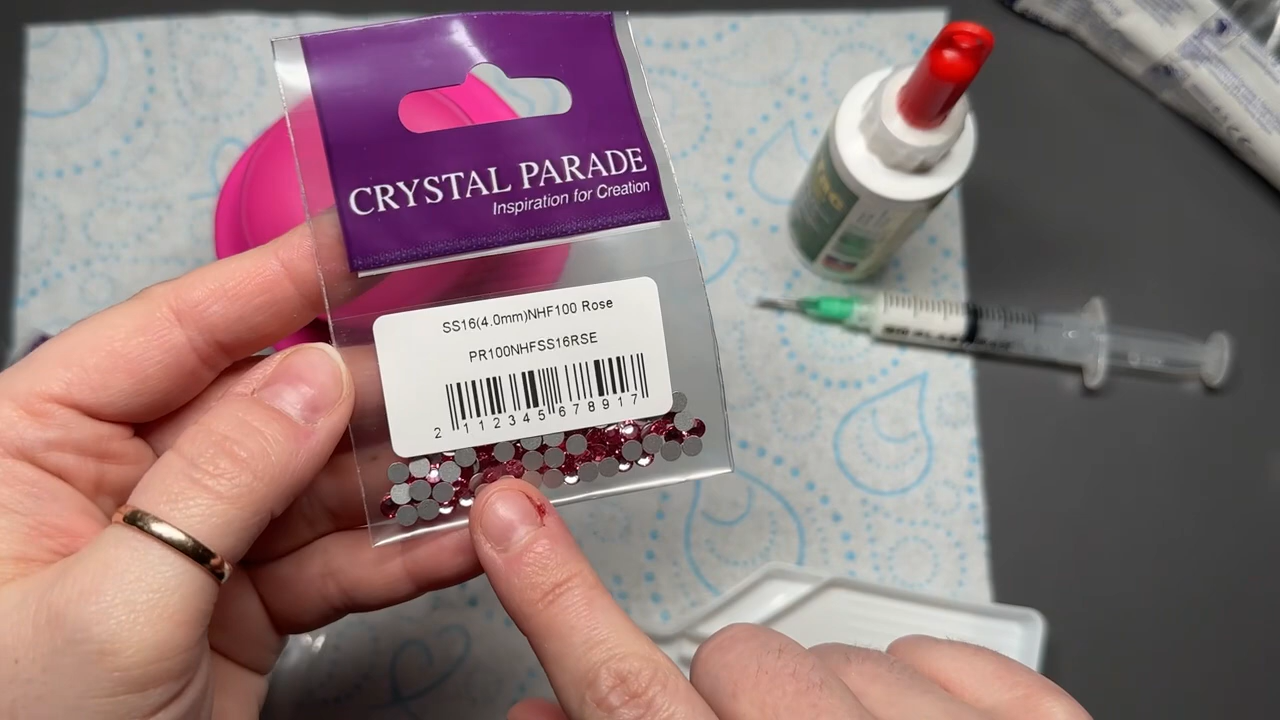 CRYSTAL PARADE
Inspiration for Creation
SS16(4.0mm)NHF100 Rose
PR100NHFSS16RSE
2 112345 678917